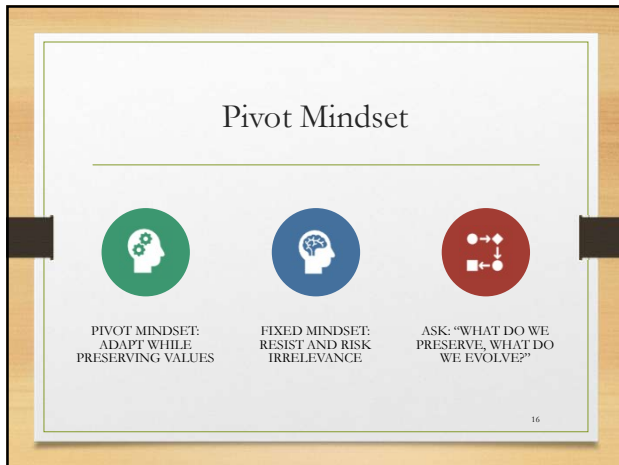 Pivot Mindset
PIVOT MINDSET:
ADAPT WHILE
PRESERVING VALUES
FIXED MINDSET:
RESIST AND RISK
IRRELEVANCE
ASK: “WHAT DO WE
PRESERVE, WHAT DO
WE EVOLVE?”
16